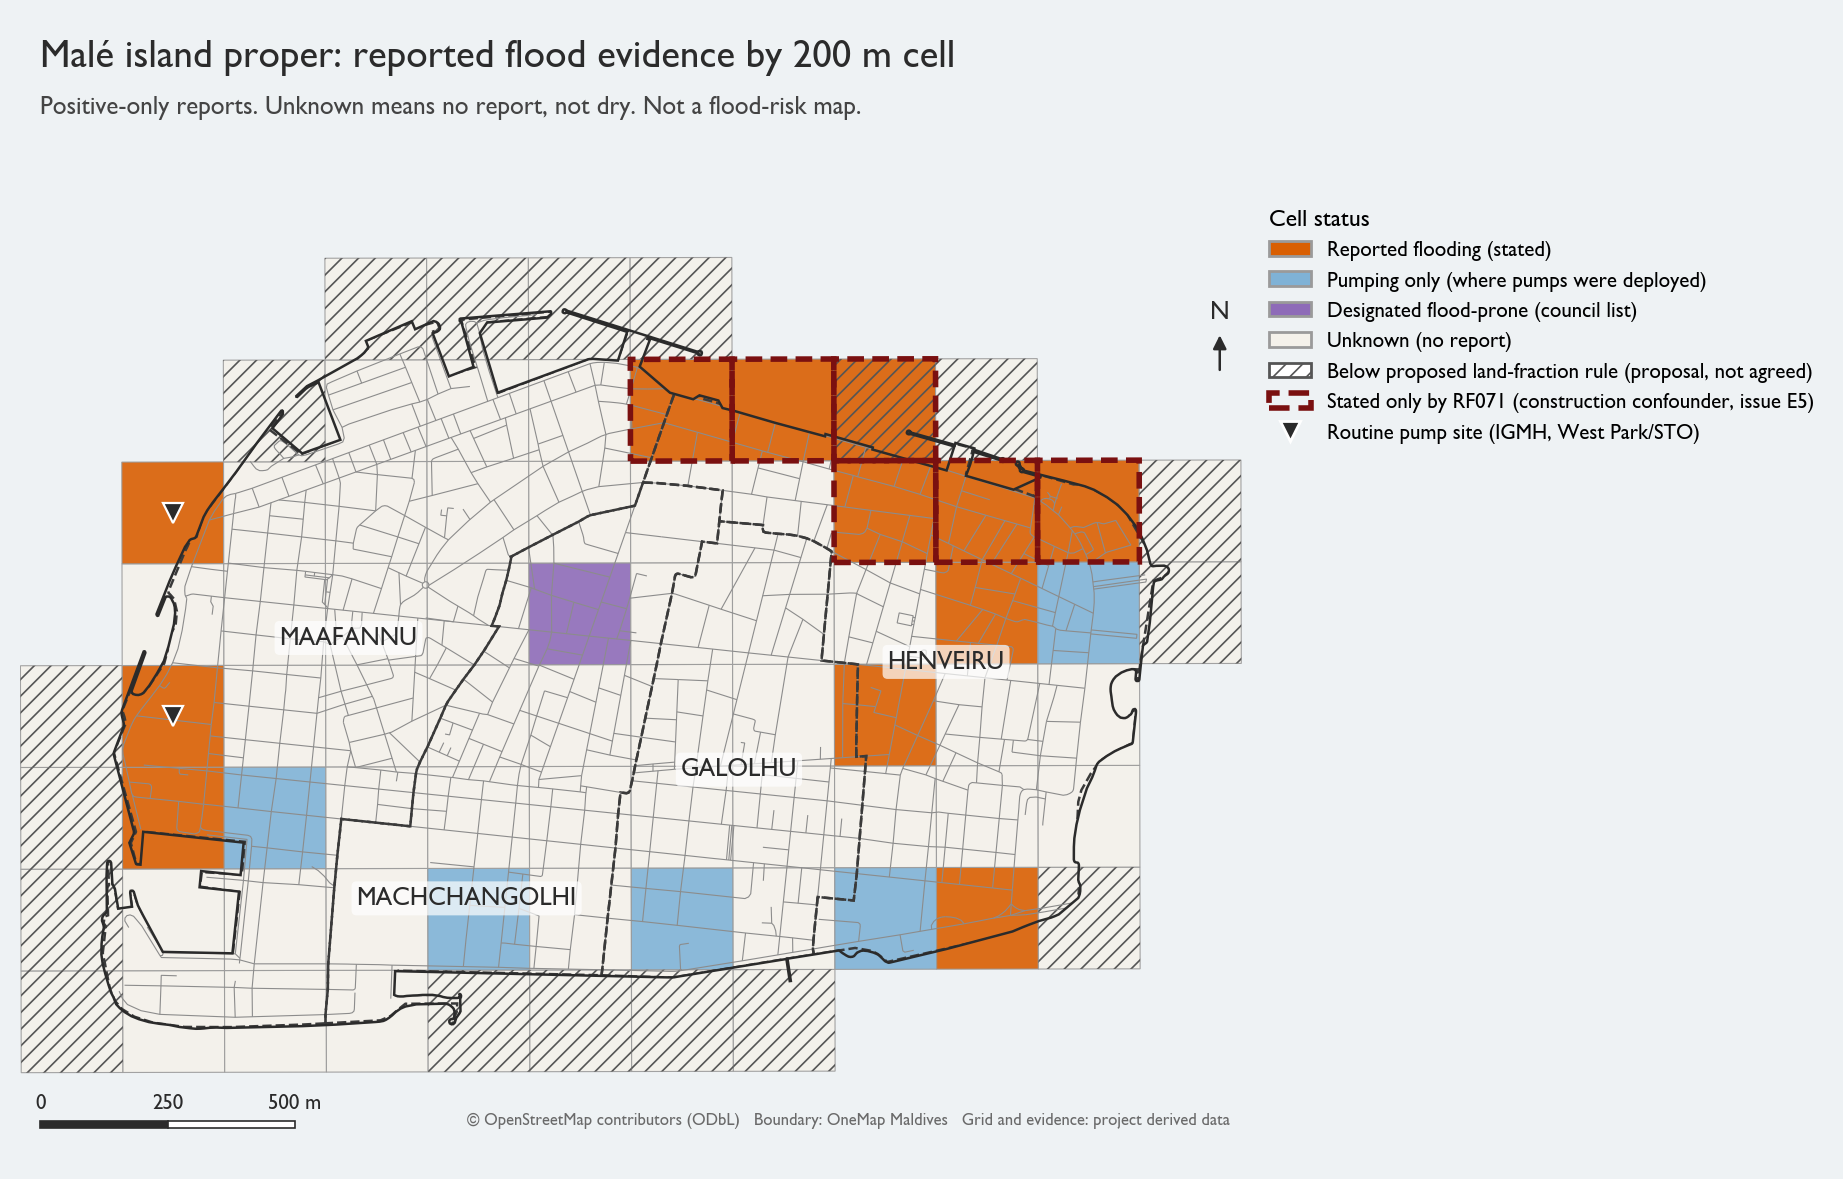 Malé island proper: reported flood evidence by 200 m cell
Positive-only reports. Unknown means no report, not dry. Not a flood-risk map.
Cell status
Reported flooding (stated)
Pumping only (where pumps were deployed)
Designated flood-prone (council list)
Unknown (no report)
Below proposed land-fraction rule (proposal, not agreed)
Stated only by RF071 (construction confounder, issue E5)
Routine pump site (IGMH, West Park/STO)
N
MAAFANNU
HENVEIRU
GALOLHU
MACHCHANGOLHI
0 250 500 m
© OpenStreetMap contributors (ODbL) Boundary: OneMap Maldives Grid and evidence: project derived data